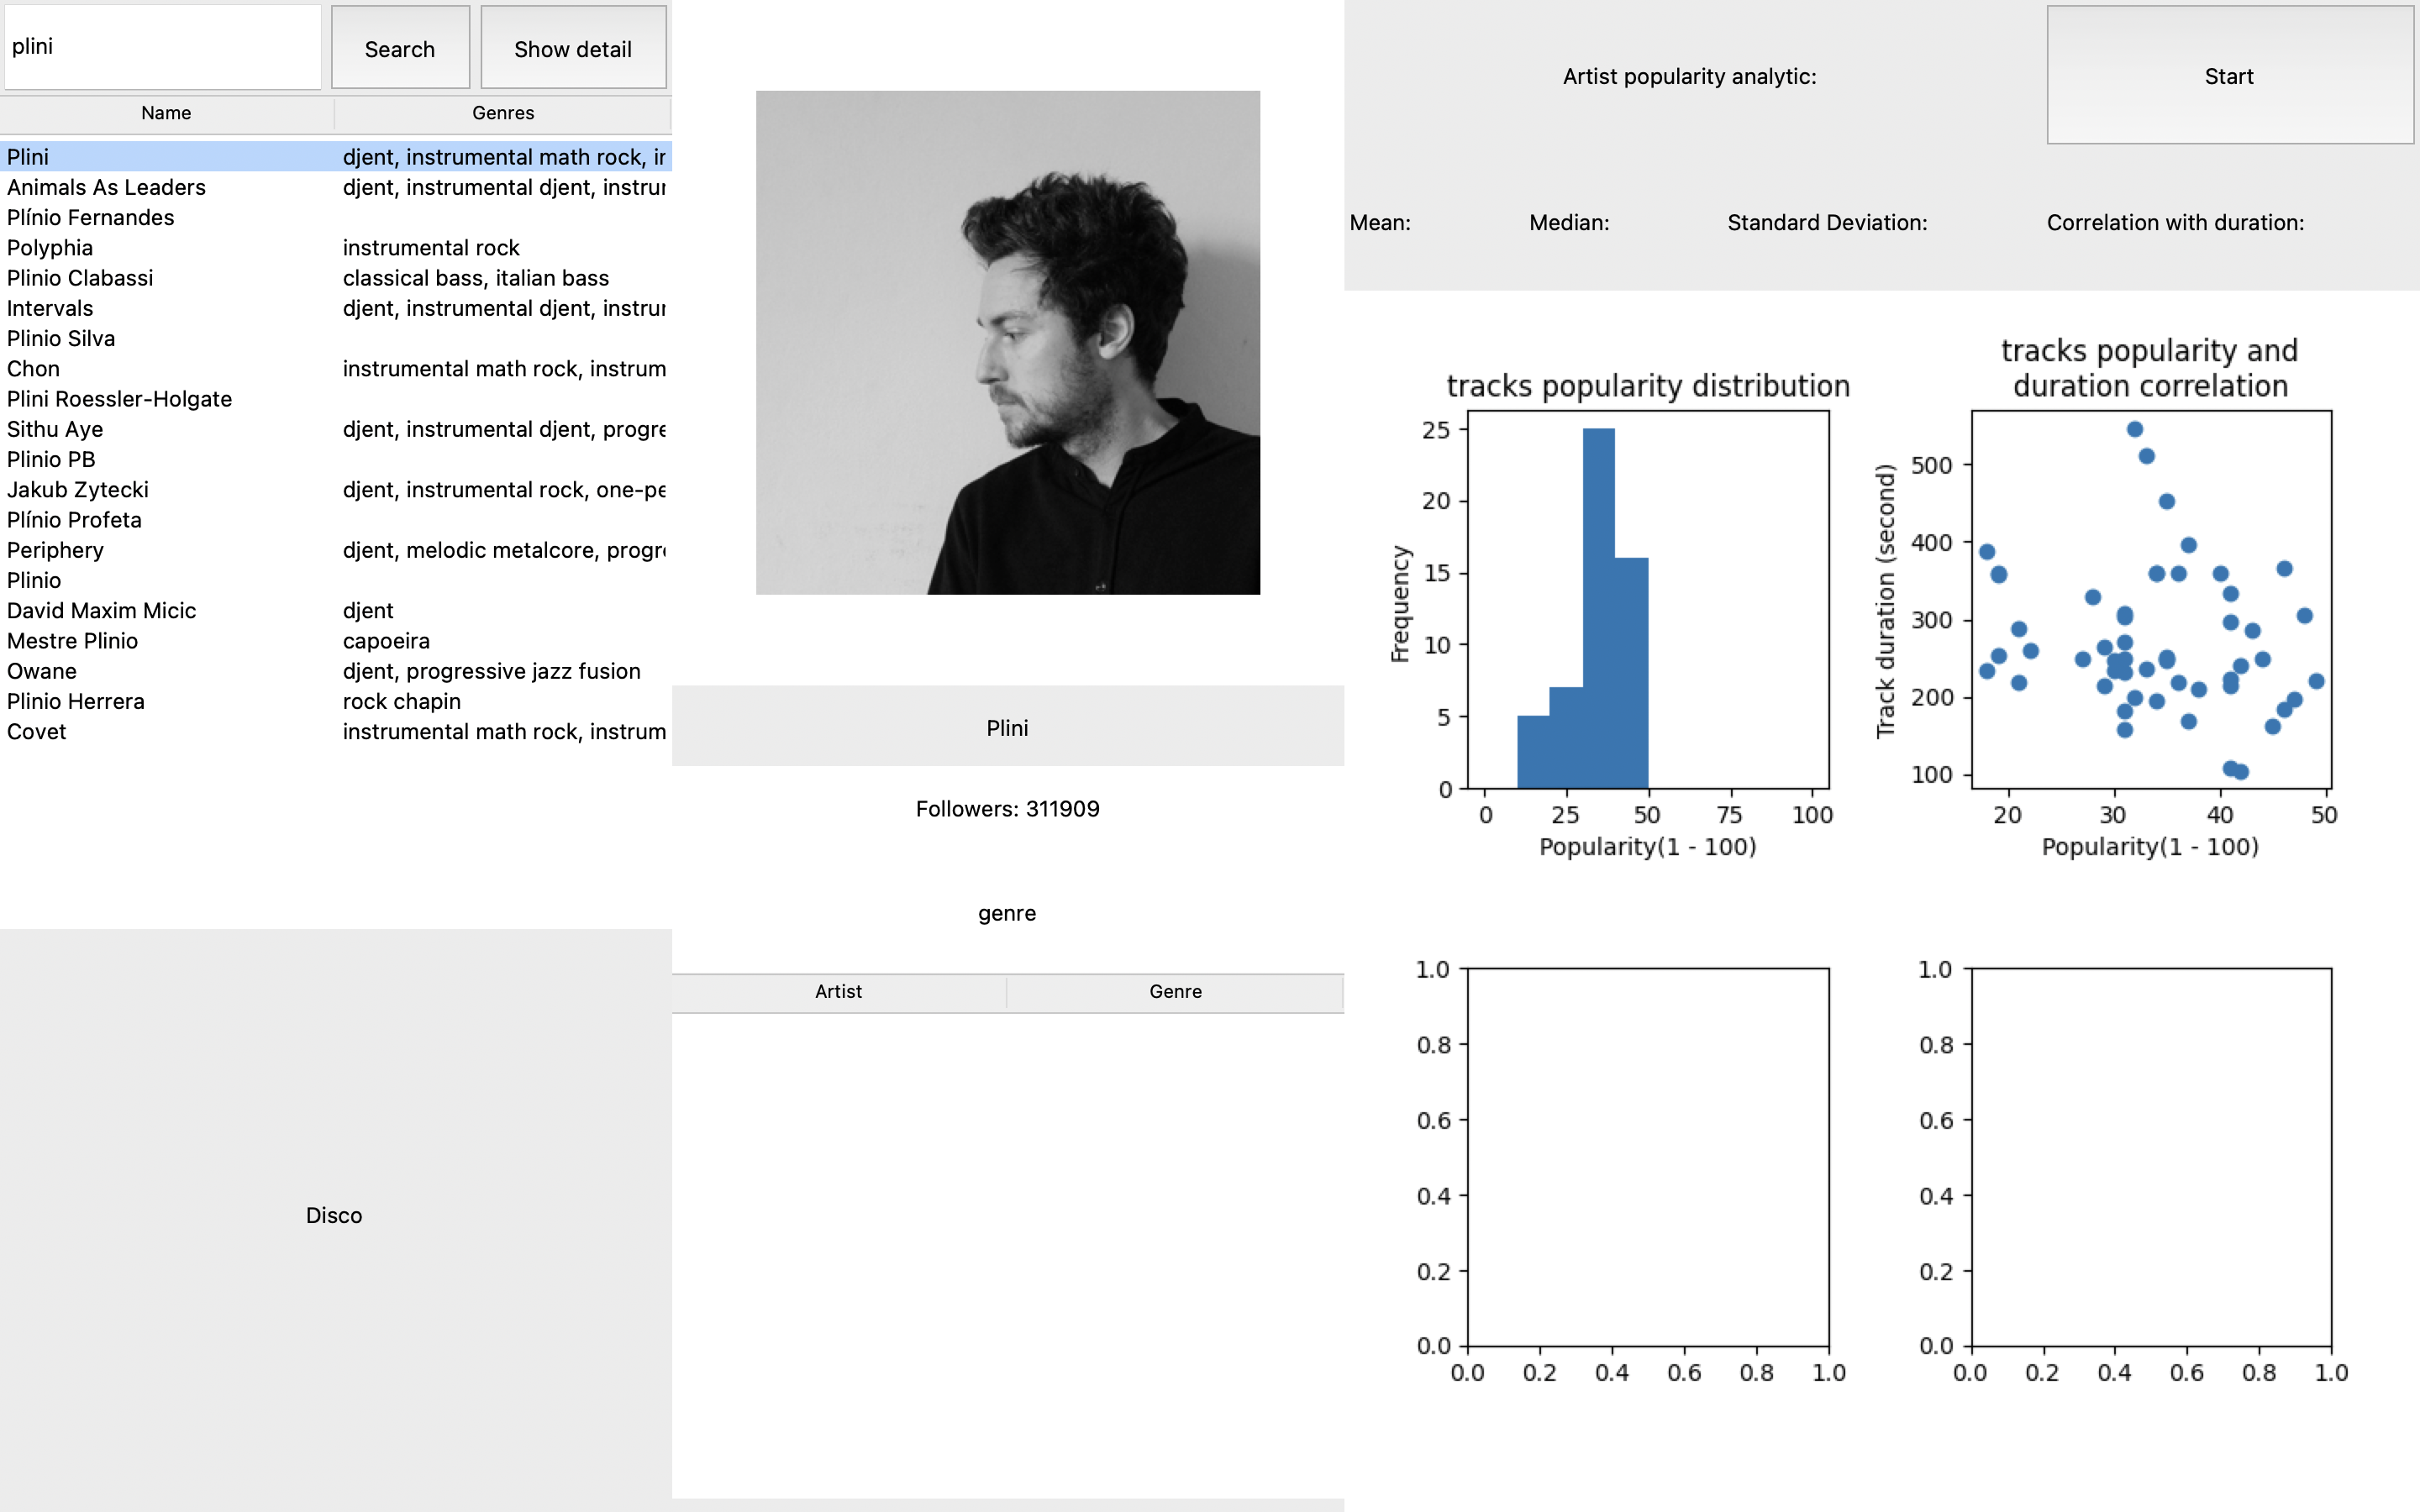 plini
Search
Show detail
Name Genres
Plini djent, instrumental math rock, ir
Animals As Leaders djent, instrumental djent, instrur
Plínio Fernandes
Polyphia instrumental rock
Plinio Clabassi classical bass, italian bass
Intervals djent, instrumental djent, instrur
Plinio Silva
Chon instrumental math rock, instrum
Plini Roessler-Holgate
Sithu Aye djent, instrumental djent, progre
Plinio PB
Jakub Zytecki djent, instrumental rock, one-pe
Plínio Profeta
Periphery djent, melodic metalcore, progr
Plinio
David Maxim Micic djent
Mestre Plinio capoeira
Owane djent, progressive jazz fusion
Plinio Herrera rock chapin
Covet instrumental math rock, instrum
Disco
Plini
Followers: 311909
genre
Artist Genre
Artist popularity analytic:
Start
Mean: Median: Standard Deviation: Correlation with duration:
tracks popularity distribution
25
20
15
10
5
0
Frequency
0 25 50 75 100
Popularity(1 - 100)
tracks popularity and
duration correlation
500
400
300
200
100
Track duration (second)
20 30 40 50
Popularity(1 - 100)
1.0
0.8
0.6
0.4
0.2
0.0
0.0 0.2 0.4 0.6 0.8 1.0
1.0
0.8
0.6
0.4
0.2
0.0
0.0 0.2 0.4 0.6 0.8 1.0